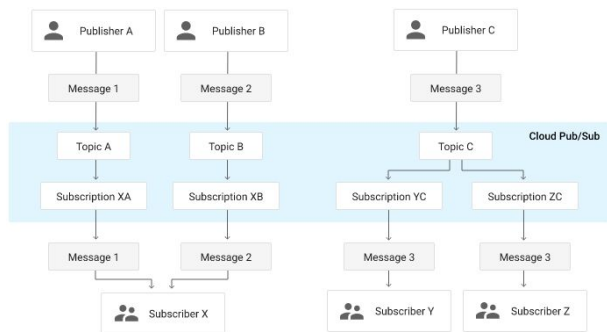 Publisher A
Publisher B
Publisher C
Message 1
Message 2
Message 3
Cloud Pub/Sub
Topic A
Topic B
Topic C
Subscription XA
Subscription XB
Subscription YC
Subscription ZC
Message 1
Message 2
Message 3
Message 3
Subscriber X
Subscriber Y
Subscriber Z